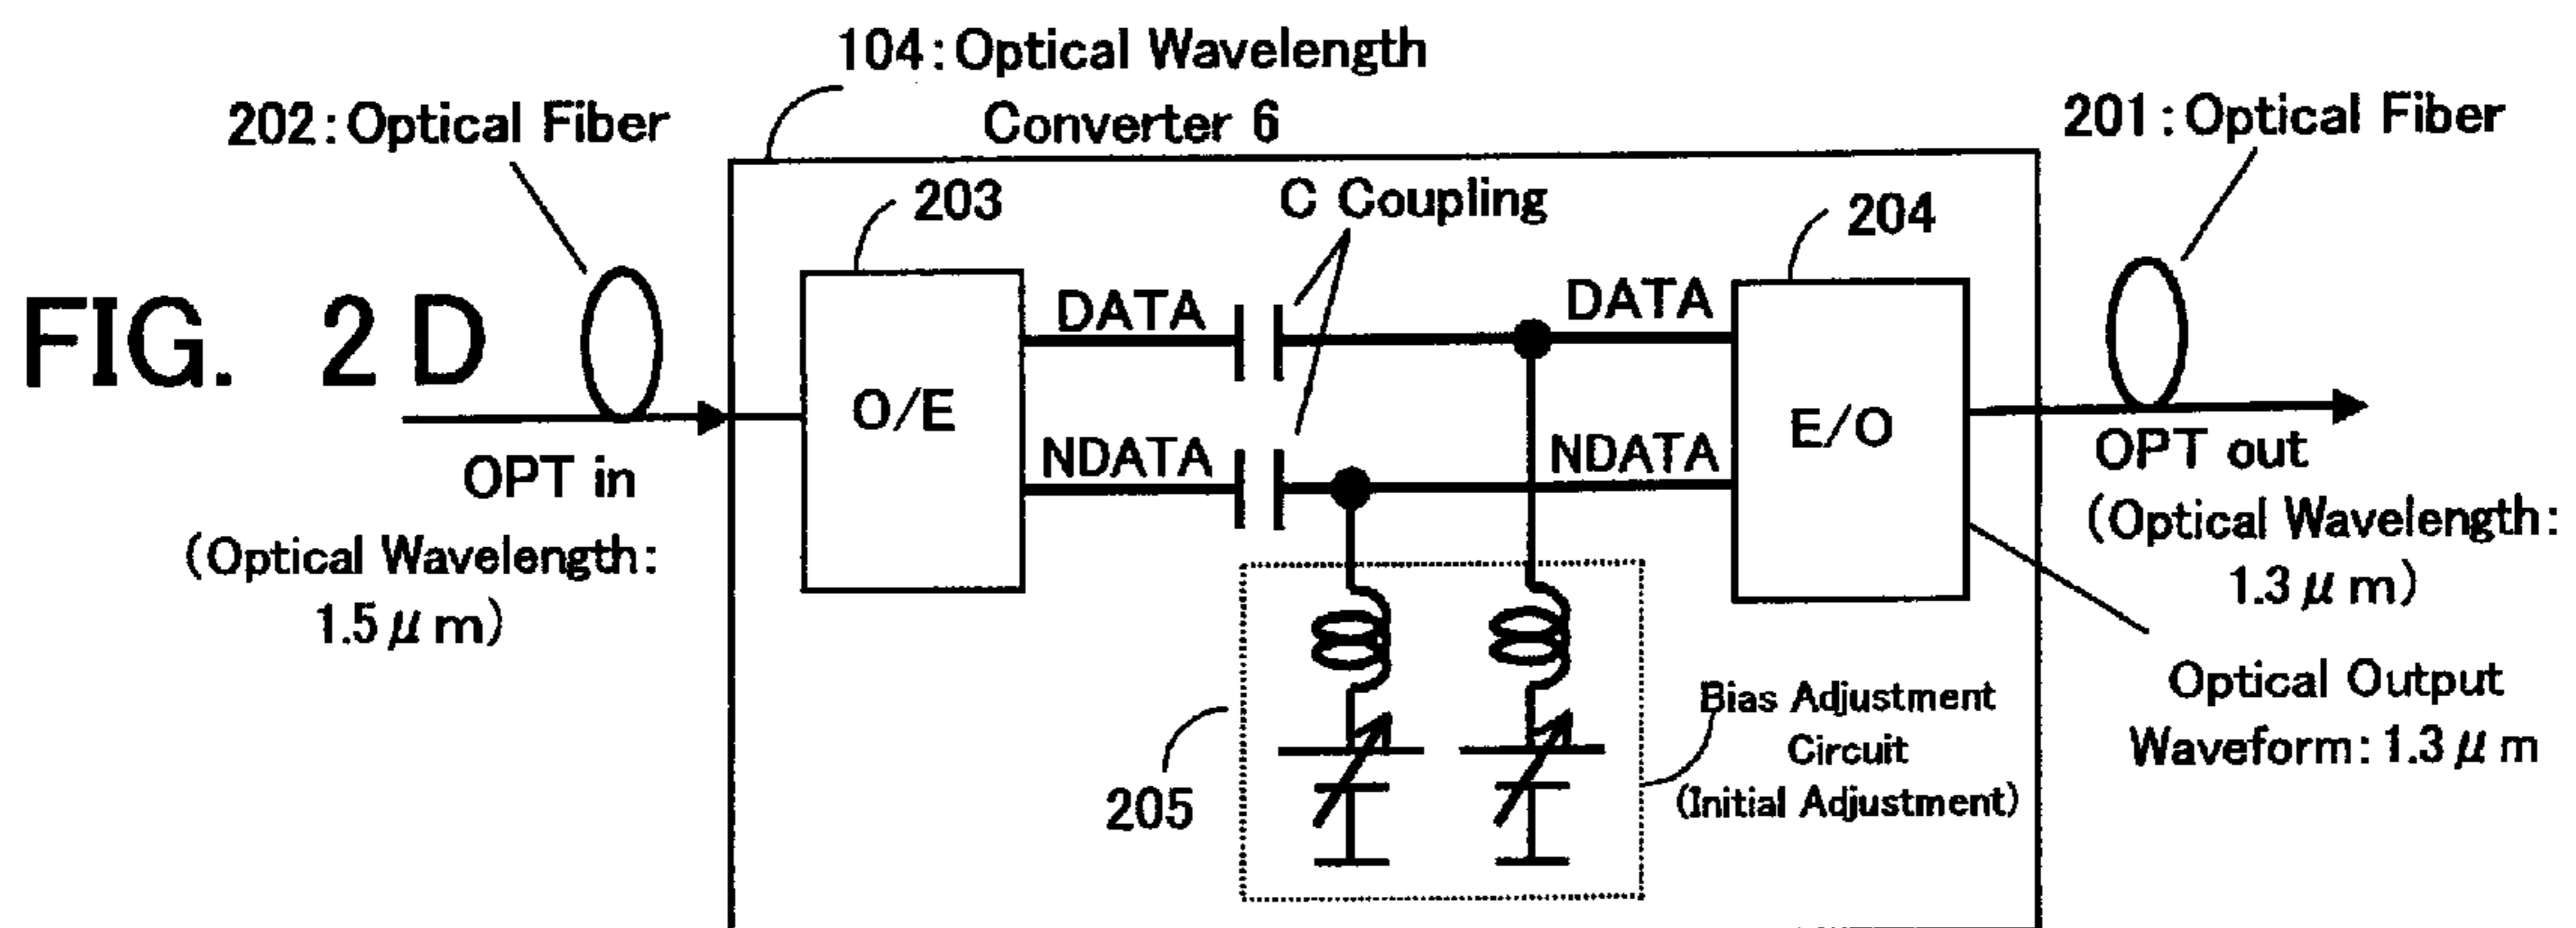 104:Optical Wavelength
Converter 6
202:Optical Fiber
201:Optical Fiber
203
C Coupling
204
FIG. 2 D
DATA
DATA
O/E
E/O
NDATA
NDATA
OPT in
(Optical Wavelength:
1.5 μ m)
OPT out
(Optical Wavelength:
1.3 μ m)
205
Bias Adjustment
Circuit
(Initial Adjustment)
Optical Output
Waveform: 1.3 μ m